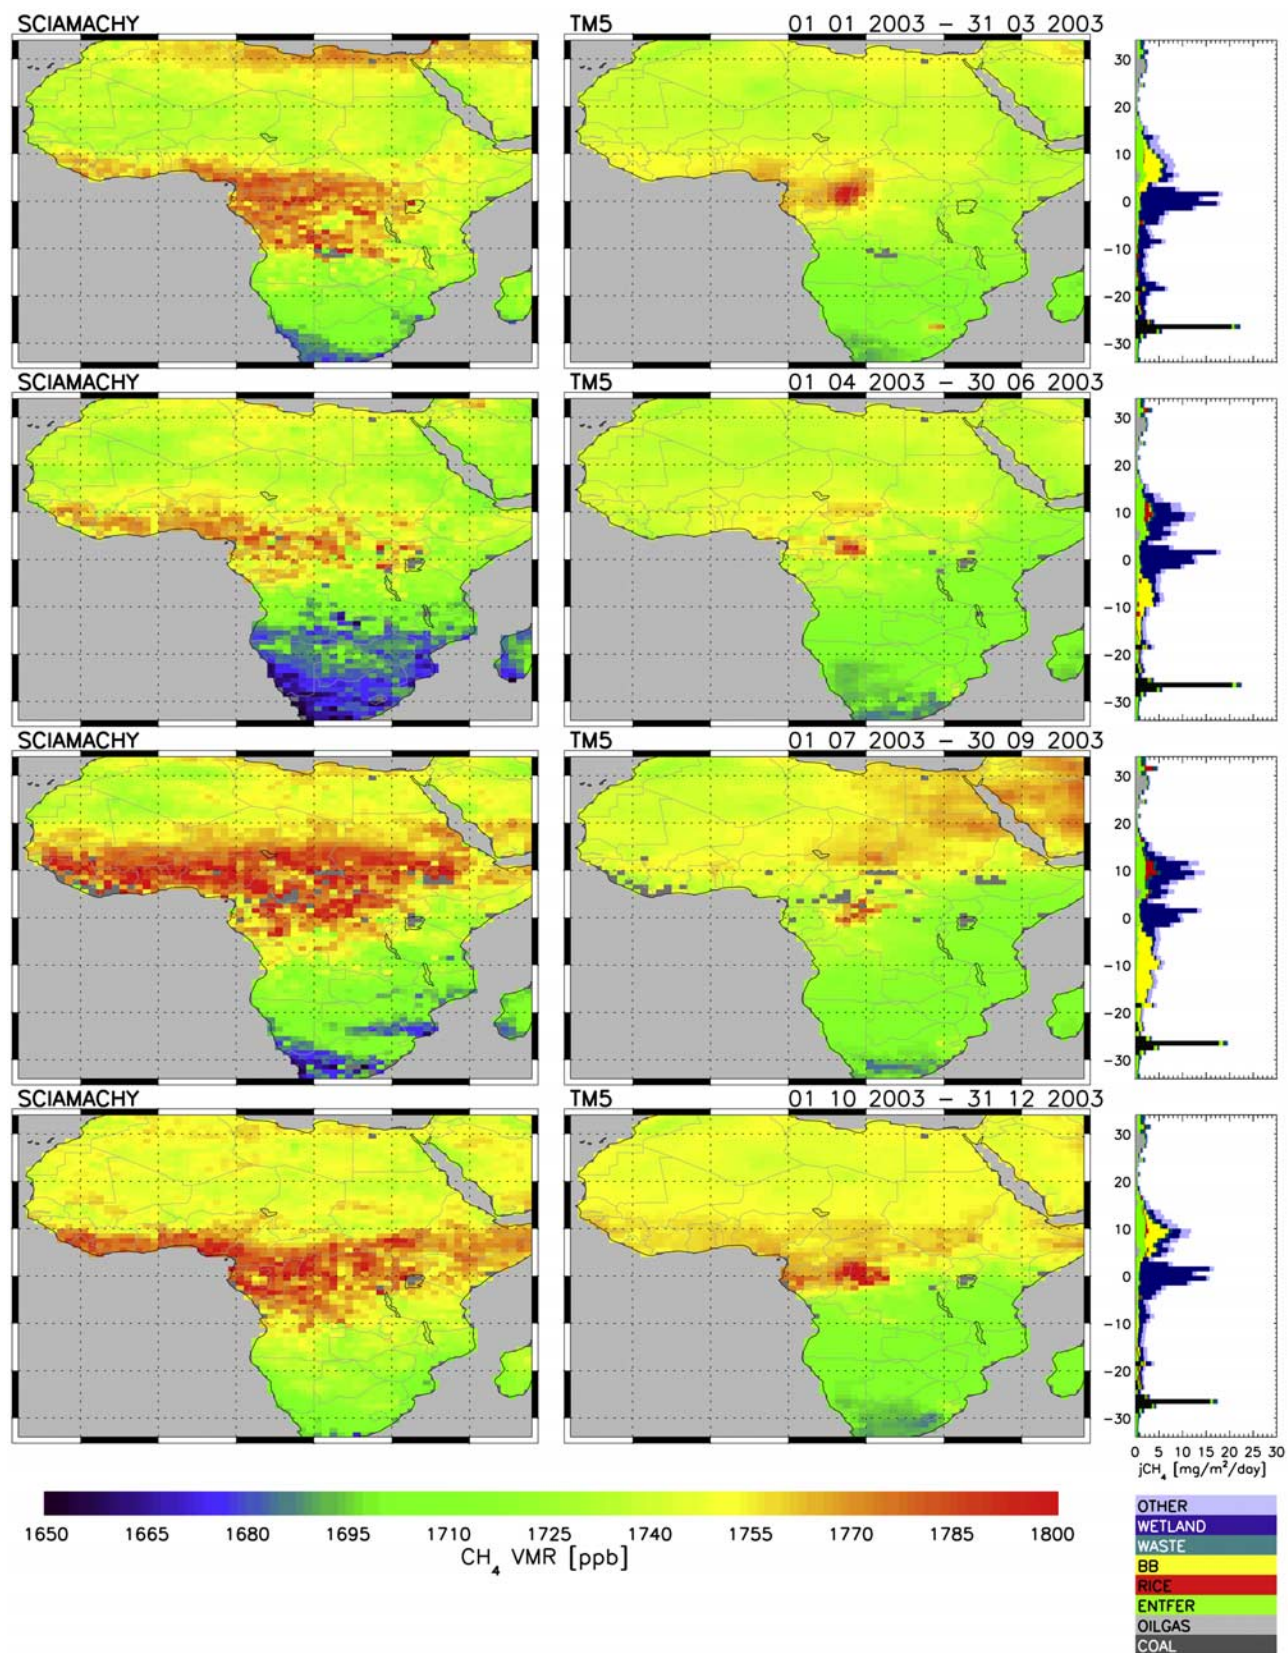 SCIAMACHY TM5 01 01 2003 – 31 03 2003
30
20
10
0
-10
-20
-30
SCIAMACHY TM5 01 04 2003 – 30 06 2003
30
20
10
0
-10
-20
-30
SCIAMACHY TM5 01 07 2003 – 30 09 2003
30
20
10
0
-10
-20
-30
SCIAMACHY TM5 01 10 2003 – 31 12 2003
30
20
10
0
-10
-20
-30
0 5 10 15 20 25 30
jCH₄ [mg/m²/day]
1650 1665 1680 1695 1710 1725 1740 1755 1770 1785 1800
CH₄ VMR [ppb]
OTHER
WETLAND
WASTE
BB
RICE
ENTFER
OILGAS
COAL